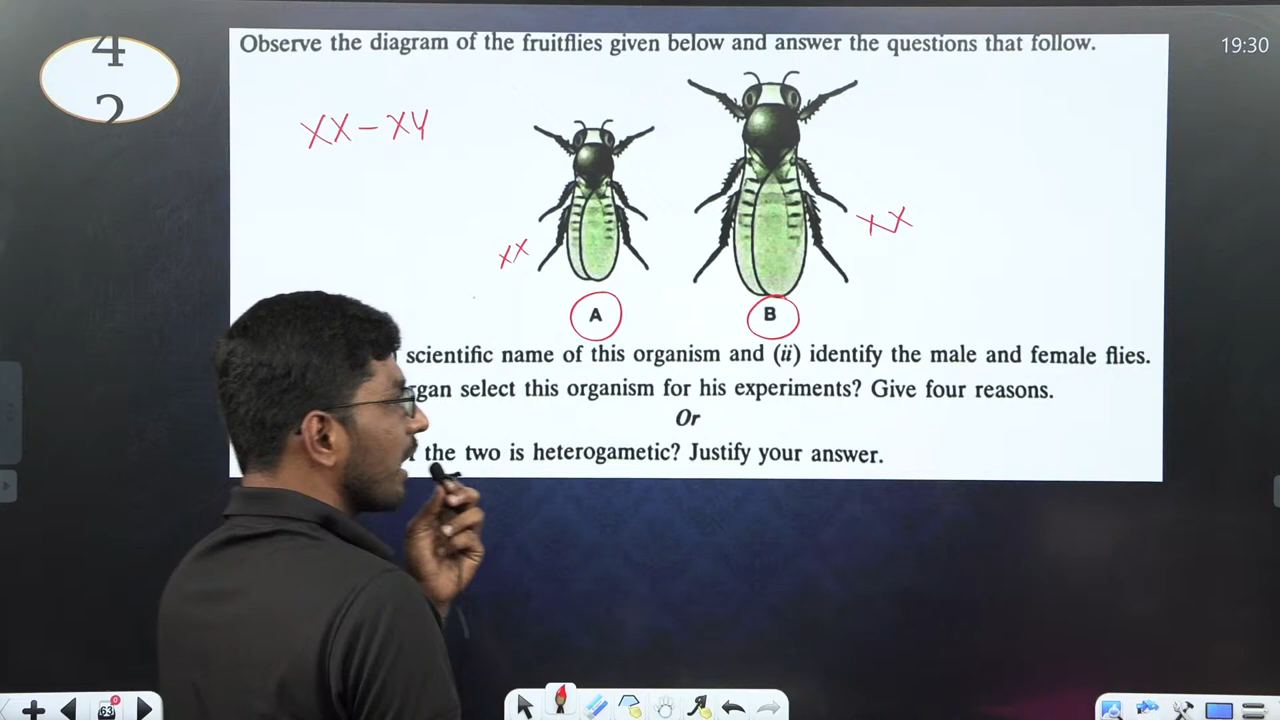 4
2
Observe the diagram of the fruitflies given below and answer the questions that follow.
19:30
XX – XY
XX
XX
A
B
scientific name of this organism and (ii) identify the male and female flies.
gan select this organism for his experiments? Give four reasons.
Or
the two is heterogametic? Justify your answer.
63
0